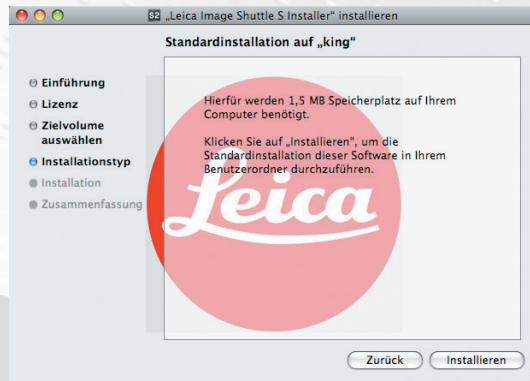 S2 „Leica Image Shuttle S Installer“ installieren
Standardinstallation auf „king“
Einführung
Lizenz
Zielvolume
auswählen
Installationstyp
Installation
Zusammenfassung
Hierfür werden 1,5 MB Speicherplatz auf Ihrem
Computer benötigt.
Klicken Sie auf „Installieren“, um die
Standardinstallation dieser Software in Ihrem
Benutzerordner durchzuführen.
Leica
Zurück
Installieren